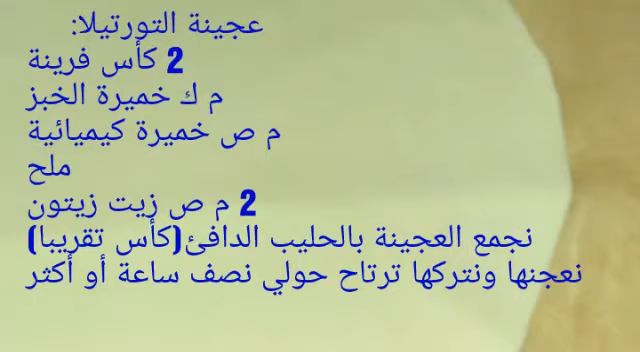 عجينة التورتيلا:
2 كأس فرينة
م ك خميرة الخبز
م ص خميرة كيميائية
ملح
2 م ص زيت زيتون
نجمع العجينة بالحليب الدافئ(كأس تقريبا)
نعجنها ونتركها ترتاح حولي نصف ساعة أو أكثر